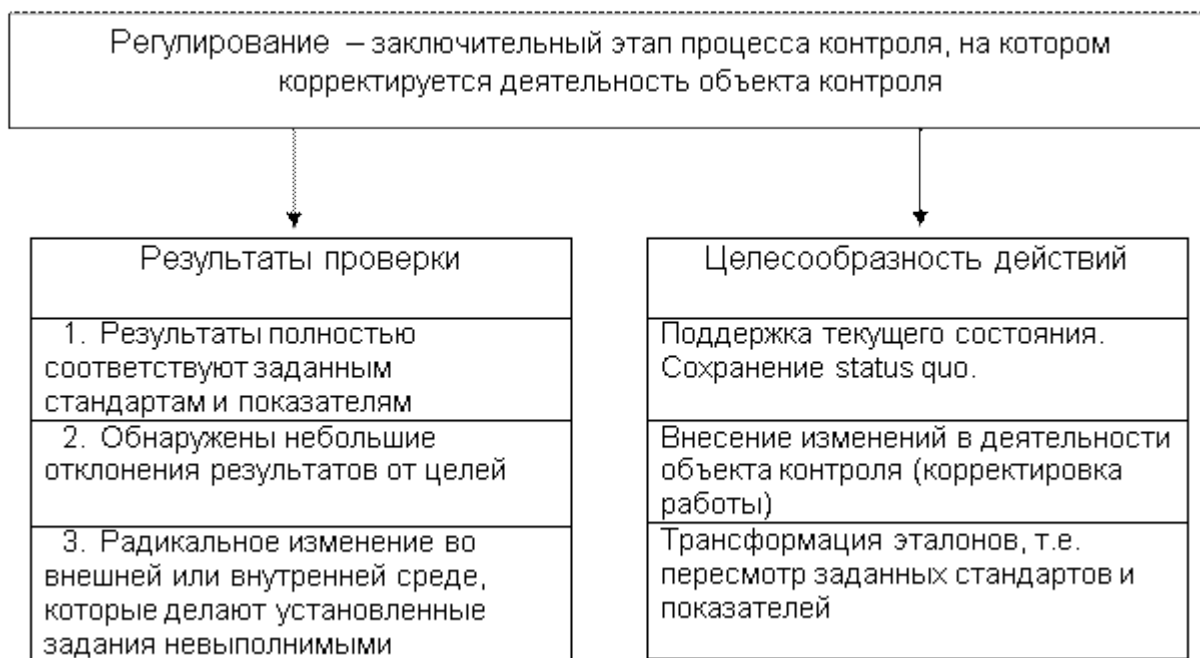 Регулирование – заключительный этап процесса контроля, на котором
корректируется деятельность объекта контроля
Результаты проверки
1. Результаты полностью
соответствуют заданным
стандартам и показателям
2. Обнаружены небольшие
отклонения результатов от целей
3. Радикальное изменение во
внешней или внутренней среде,
которые делают установленные
задания невыполнимыми
Целесообразность действий
Поддержка текущего состояния.
Сохранение status quo.
Внесение изменений в деятельности
объекта контроля (корректировка
работы)
Трансформация эталонов, т.е.
пересмотр заданных стандартов и
показателей